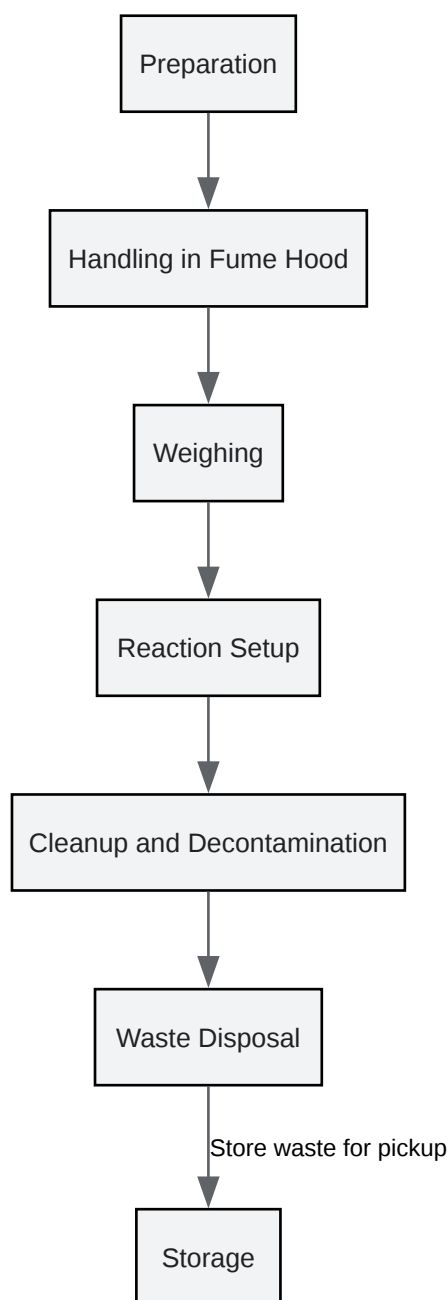 Preparation
Handling in Fume Hood
Weighing
Reaction Setup
Cleanup and Decontamination
Waste Disposal
Store waste for pickup
Storage